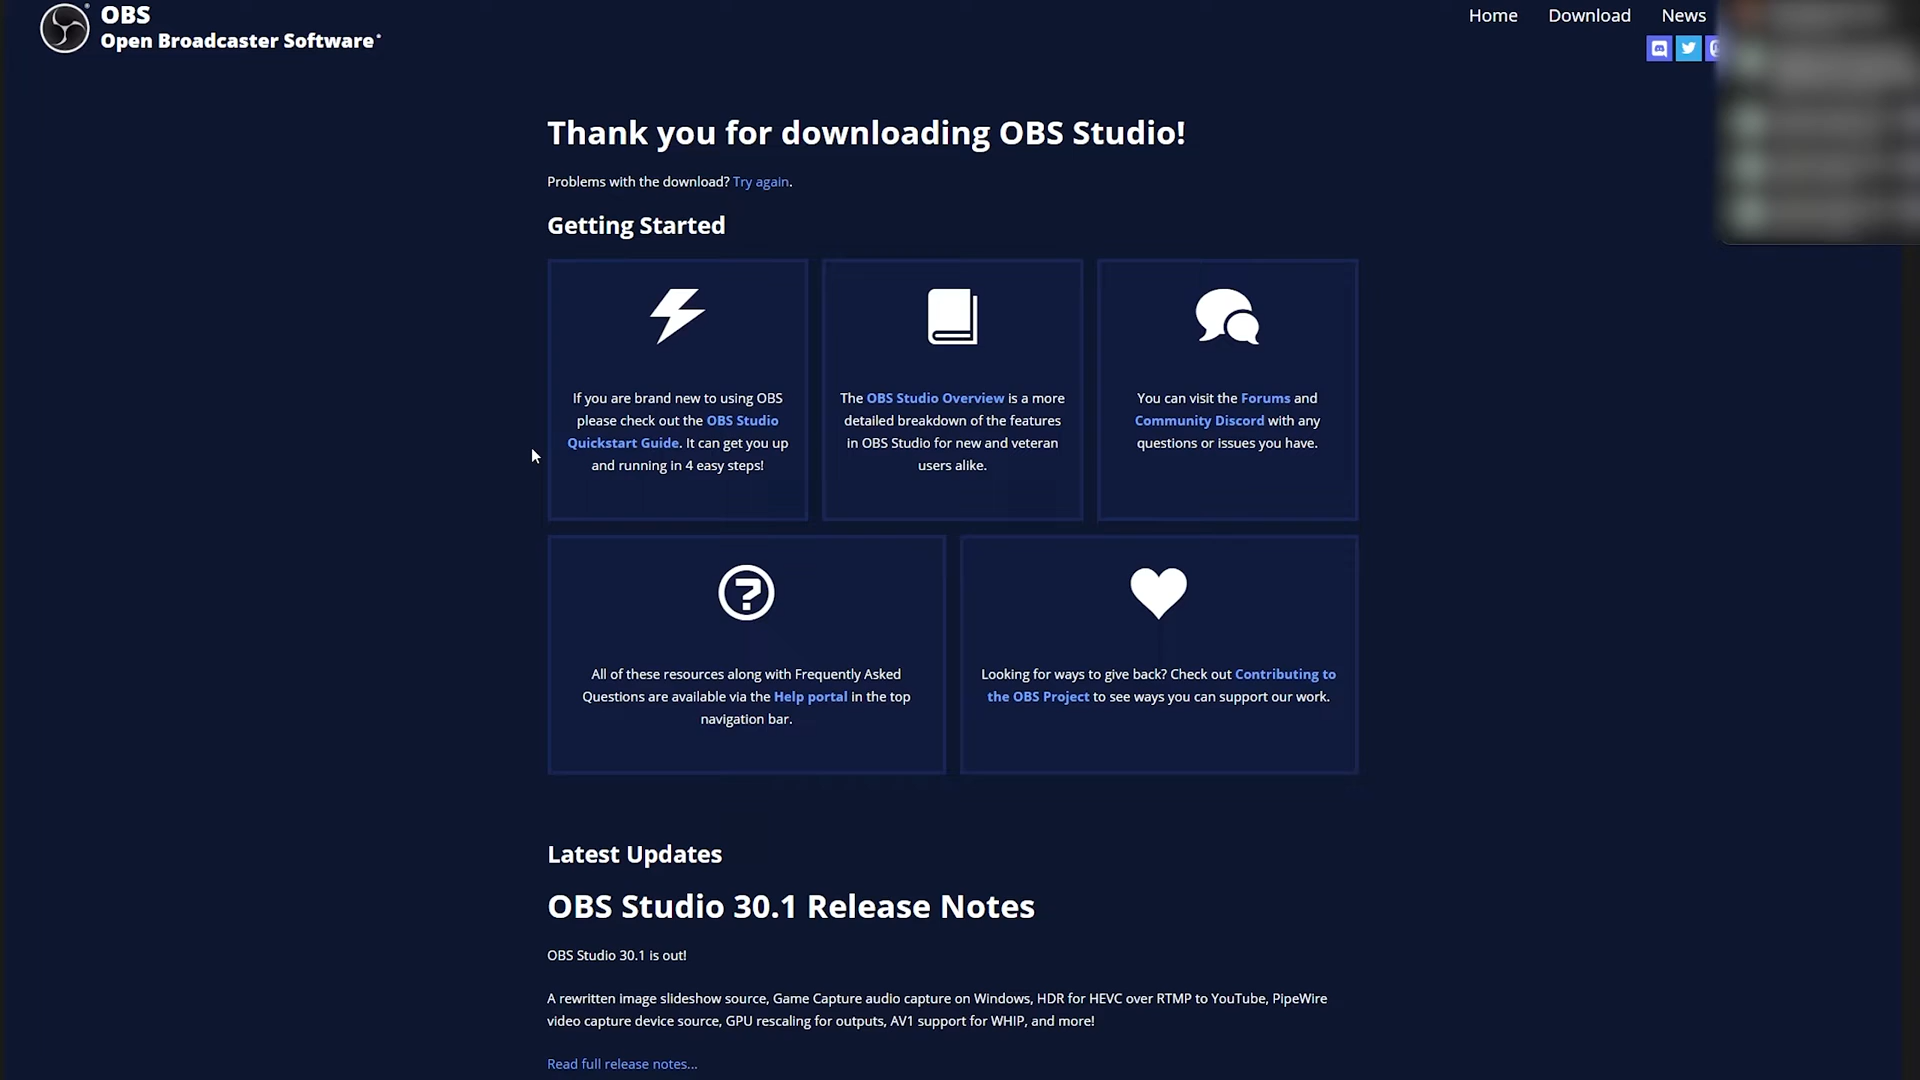 OBS
Open Broadcaster Software
Home
Download
News
Thank you for downloading OBS Studio!
Problems with the download? Try again.
Getting Started
If you are brand new to using OBS
please check out the OBS Studio
Quickstart Guide. It can get you up
and running in 4 easy steps!
The OBS Studio Overview is a more
detailed breakdown of the features
in OBS Studio for new and veteran
users alike.
You can visit the Forums and
Community Discord with any
questions or issues you have.
All of these resources along with Frequently Asked
Questions are available via the Help portal in the top
navigation bar.
Looking for ways to give back? Check out Contributing to
the OBS Project to see ways you can support our work.
Latest Updates
OBS Studio 30.1 Release Notes
OBS Studio 30.1 is out!
A rewritten image slideshow source, Game Capture audio capture on Windows, HDR for HEVC over RTMP to YouTube, PipeWire
video capture device source, GPU rescaling for outputs, AV1 support for WHIP, and more!
Read full release notes...